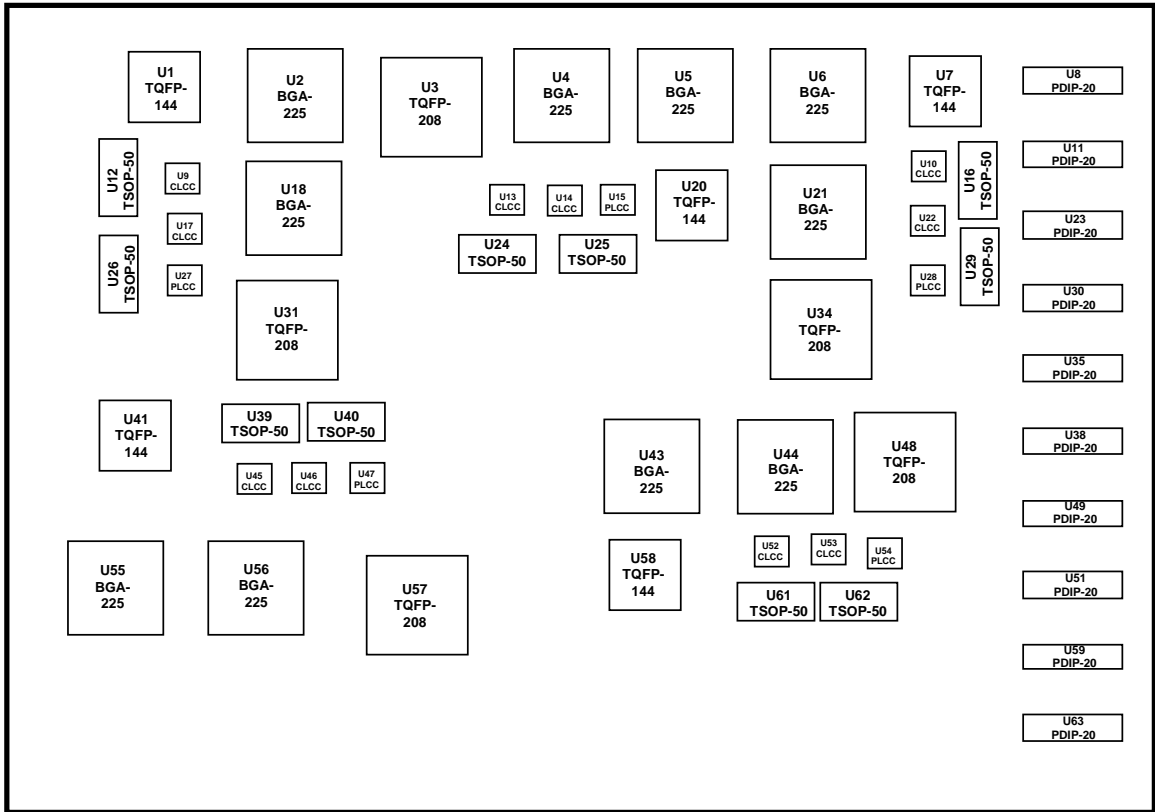 U1
TQFP-
144
U2
BGA-
225
U3
TQFP-
208
U4
BGA-
225
U5
BGA-
225
U6
BGA-
225
U7
TQFP-
144
U8
PDIP-20
U12
TSOP-50
U9
CLCC
U18
BGA-
225
U13
CLCC
U14
CLCC
U15
PLCC
U20
TQFP-
144
U21
BGA-
225
U10
CLCC
U16
TSOP-50
U11
PDIP-20
U17
CLCC
U22
CLCC
U23
PDIP-20
U26
TSOP-50
U27
PLCC
U24
TSOP-50
U25
TSOP-50
U28
PLCC
U29
TSOP-50
U30
PDIP-20
U31
TQFP-
208
U34
TQFP-
208
U35
PDIP-20
U41
TQFP-
144
U39
TSOP-50
U40
TSOP-50
U43
BGA-
225
U44
BGA-
225
U48
TQFP-
208
U38
PDIP-20
U45
CLCC
U46
CLCC
U47
PLCC
U49
PDIP-20
U55
BGA-
225
U56
BGA-
225
U57
TQFP-
208
U58
TQFP-
144
U52
CLCC
U53
CLCC
U54
PLCC
U51
PDIP-20
U61
TSOP-50
U62
TSOP-50
U59
PDIP-20
U63
PDIP-20